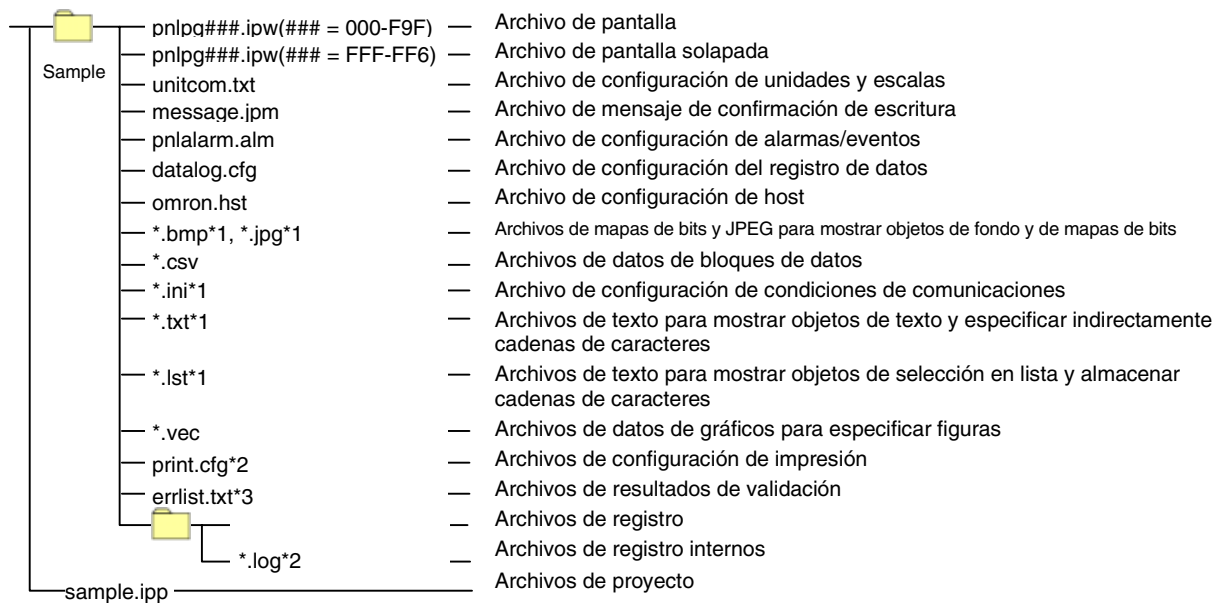 pnlpg###.ipw(### = 000-F9F) — Archivo de pantalla
pnlpg###.ipw(### = FFF-FF6) — Archivo de pantalla solapada
Sample
unitcom.txt — Archivo de configuración de unidades y escalas
message.jpm — Archivo de mensaje de confirmación de escritura
pnlalarm.alm — Archivo de configuración de alarmas/eventos
datalog.cfg — Archivo de configuración del registro de datos
omron.hst — Archivo de configuración de host
*.bmp*1, *.jpg*1 — Archivos de mapas de bits y JPEG para mostrar objetos de fondo y de mapas de bits
*.csv — Archivos de datos de bloques de datos
*.ini*1 — Archivo de configuración de condiciones de comunicaciones
*.txt*1 — Archivos de texto para mostrar objetos de texto y especificar indirectamente
cadenas de caracteres
*.lst*1 — Archivos de texto para mostrar objetos de selección en lista y almacenar
cadenas de caracteres
*.vec — Archivos de datos de gráficos para especificar figuras
print.cfg*2 — Archivos de configuración de impresión
errlist.txt*3 — Archivos de resultados de validación
— Archivos de registro
*.log*2 — Archivos de registro internos
sample.ipp — Archivos de proyecto